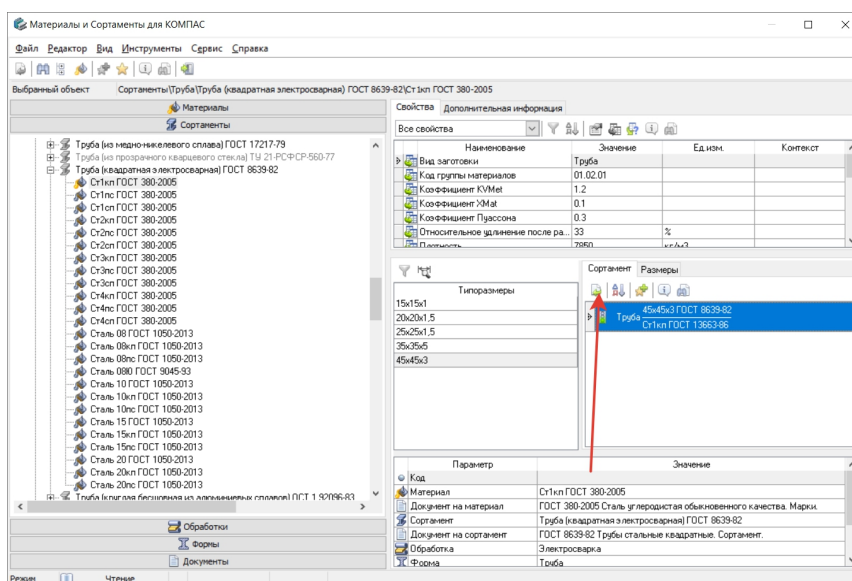 Материалы и Сортаменты для КОМПАС
Файл Редактор Вид Инструменты Сервис Справка
Выбранный объект Сортаменты\Труба\Труба (квадратная электросварная) ГОСТ 8639-82\Ст1кп ГОСТ 380-2005
Материалы
Сортаменты
Труба (из медно-никелевого сплава) ГОСТ 17217-79
Труба (из прозрачного кварцевого стекла) ТУ 21-РСФСР-560-77
Труба (квадратная электросварная) ГОСТ 8639-82
Ст1кп ГОСТ 380-2005
Ст1пс ГОСТ 380-2005
Ст1сп ГОСТ 380-2005
Ст2кп ГОСТ 380-2005
Ст2пс ГОСТ 380-2005
Ст2сп ГОСТ 380-2005
Ст3кп ГОСТ 380-2005
Ст3пс ГОСТ 380-2005
Ст3сп ГОСТ 380-2005
Ст4кп ГОСТ 380-2005
Ст4пс ГОСТ 380-2005
Ст4сп ГОСТ 380-2005
Сталь 08 ГОСТ 1050-2013
Сталь 08кп ГОСТ 1050-2013
Сталь 08пс ГОСТ 1050-2013
Сталь 08Ю ГОСТ 9045-93
Сталь 10 ГОСТ 1050-2013
Сталь 10кп ГОСТ 1050-2013
Сталь 10пс ГОСТ 1050-2013
Сталь 15 ГОСТ 1050-2013
Сталь 15кп ГОСТ 1050-2013
Сталь 15пс ГОСТ 1050-2013
Сталь 20 ГОСТ 1050-2013
Сталь 20кп ГОСТ 1050-2013
Сталь 20пс ГОСТ 1050-2013
Труба (круглая бесшовная из алюминиевых сплавов) ОСТ 1.92096-83
Обработки
Формы
Документы
Свойства Дополнительная информация
Все свойства
Наименование Значение Ед.изм. Контекст
Вид заготовки Труба
Код группы материалов 01.02.01
Коэффициент KVMet 1.2
Коэффициент XMat 0.1
Коэффициент Пуассона 0.3
Относительное удлинение после ра... 33 %
Плотность 7850 кг/м3
Типоразмеры
15x15x1
20x20x1,5
25x25x1,5
35x35x5
45x45x3
Сортамент Размеры
45x45x3 ГОСТ 8639-82
Труба
Ст1кп ГОСТ 13663-86
Параметр Значение
Код
Материал Ст1кп ГОСТ 380-2005
Документ на материал ГОСТ 380-2005 Сталь углеродистая обыкновенного качества. Марки.
Сортамент Труба (квадратная электросварная) ГОСТ 8639-82
Документ на сортамент ГОСТ 8639-82 Трубы стальные квадратные. Сортамент.
Обработка Электросварка
Форма Труба
Режим Чтение